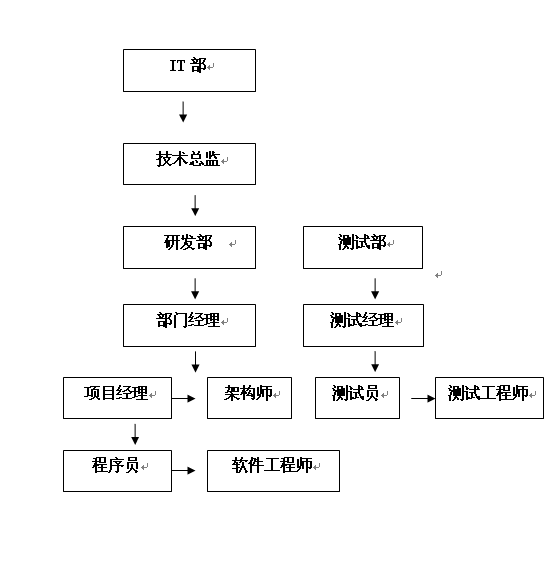 IT 部
技术总监
研发部
测试部
部门经理
测试经理
项目经理
架构师
测试员
测试工程师
程序员
软件工程师